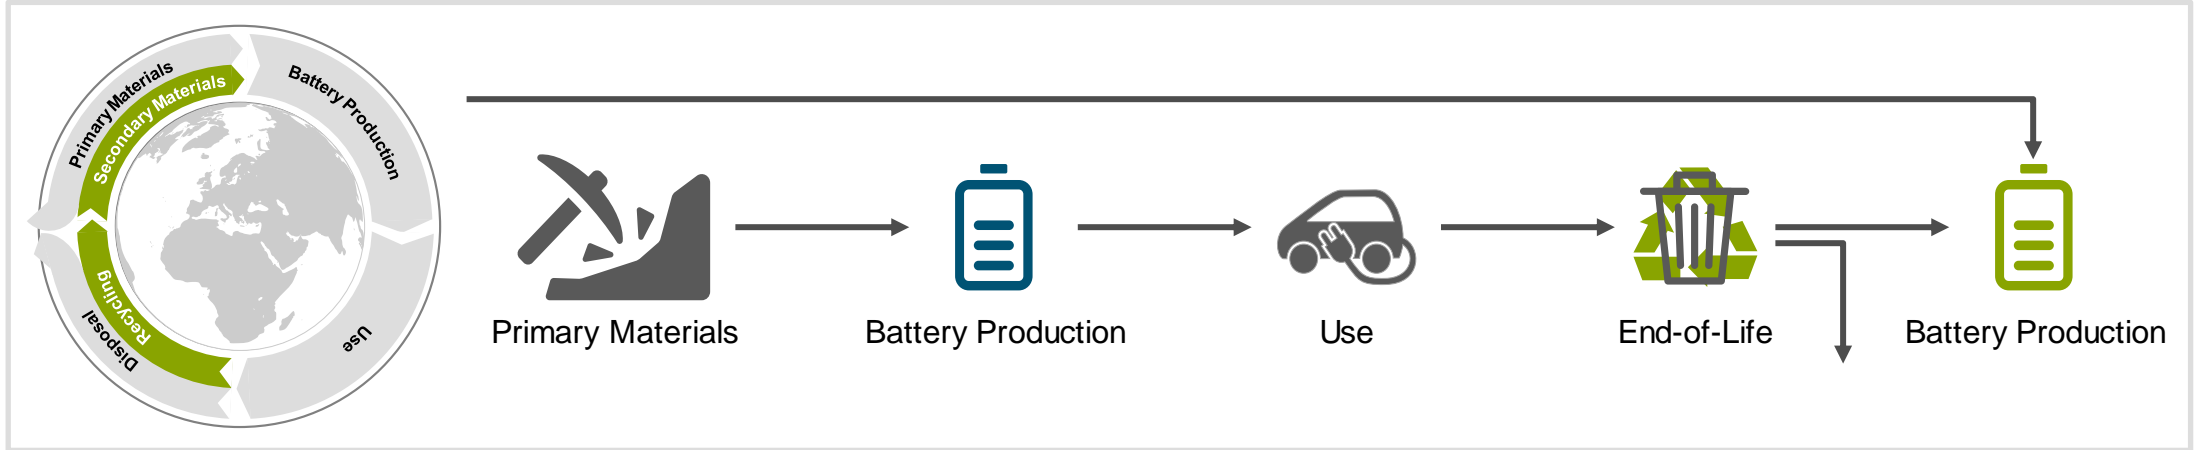 Primary Materials
Secondary Materials
Battery Production
Use
Disposal
Recycling
Primary Materials
Battery Production
Use
End-of-Life
Battery Production